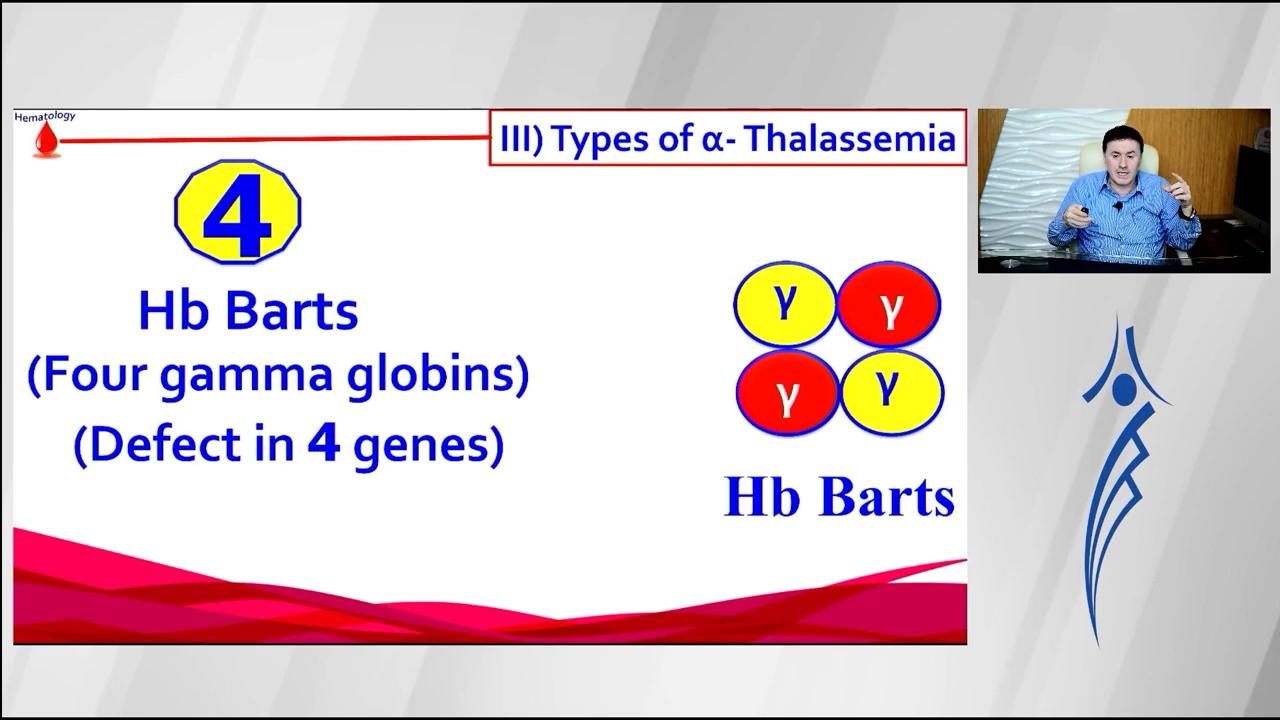 Hematology
III) Types of α- Thalassemia
4
Hb Barts
(Four gamma globins)
(Defect in 4 genes)
γ γ
γ γ
Hb Barts